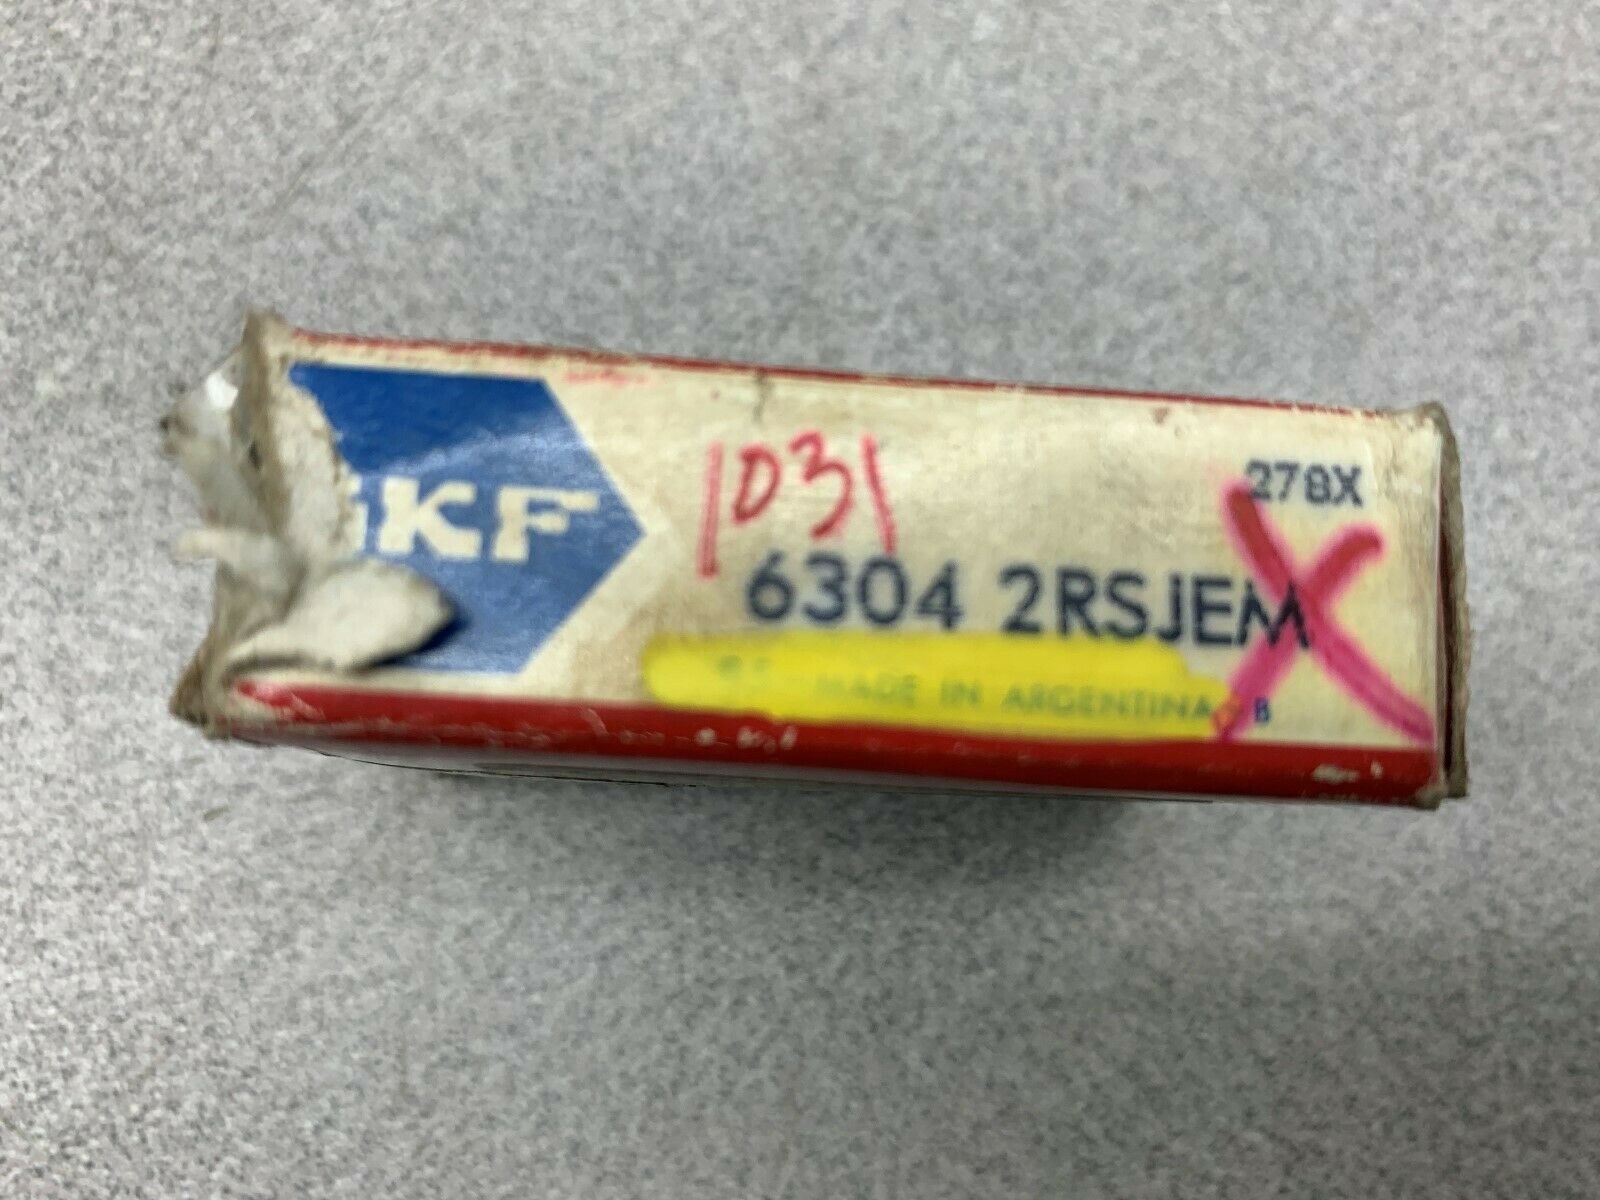 SKF
1031
278X
6304 2RSJEM
MADE IN ARGENTINA B